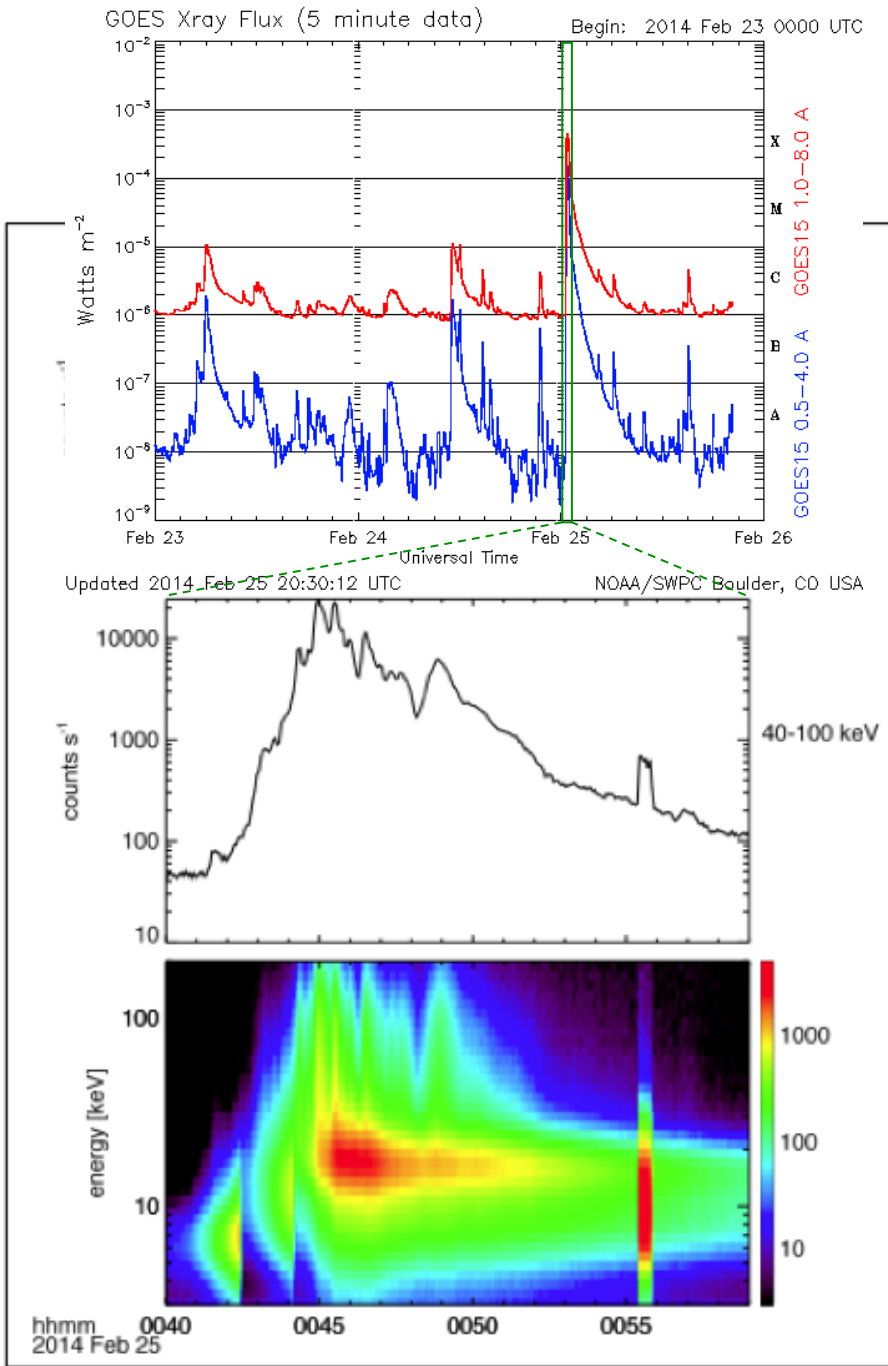 GOES Xray Flux (5 minute data)
Begin: 2014 Feb 23 0000 UTC
10⁻²
10⁻³
10⁻⁴
10⁻⁵
10⁻⁶
10⁻⁷
10⁻⁸
10⁻⁹
Watts m⁻²
X
M
C
B
A
GOES15 1.0-8.0 A
GOES15 0.5-4.0 A
Feb 23
Feb 24
Feb 25
Feb 26
Universal Time
Updated 2014 Feb 25 20:30:12 UTC
NOAA/SWPC Boulder, CO USA
10000
1000
100
10
counts s⁻¹
40-100 keV
100
10
energy [keV]
1000
100
10
hhmm
0040
0045
0050
0055
2014 Feb 25